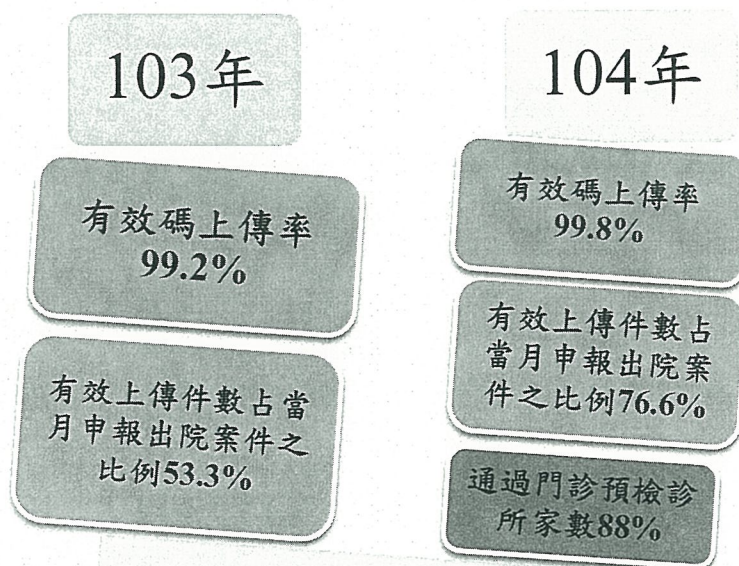 103年
有效碼上傳率
99.2%
有效上傳件數占當
月申報出院案件之
比例53.3%
104年
有效碼上傳率
99.8%
有效上傳件數占
當月申報出院案
件之比例76.6%
通過門診預檢診
所家數88%